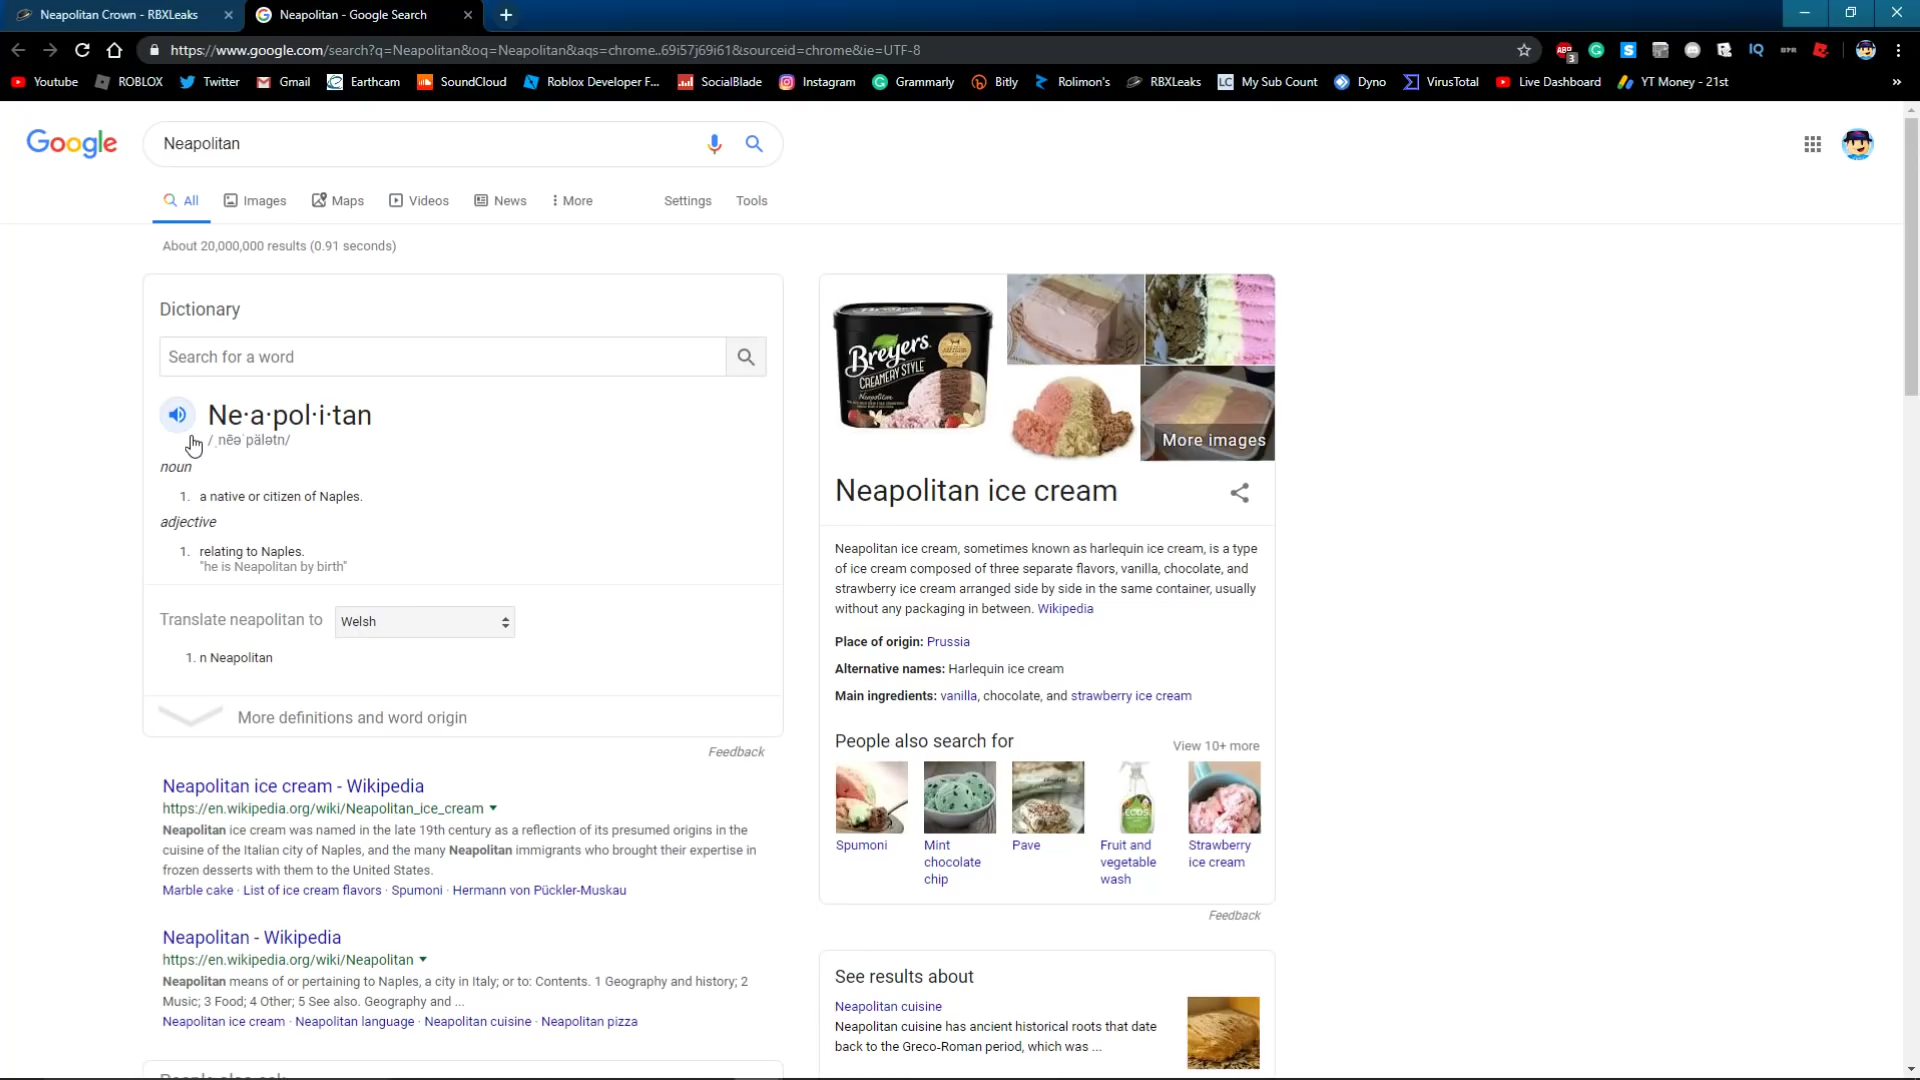 Neapolitan Crown - RBXLeaks
Neapolitan - Google Search
https://www.google.com/search?q=Neapolitan&oq=Neapolitan&aqs=chrome..69i57j69i61&sourceid=chrome&ie=UTF-8
ABP 3 IQ
Youtube ROBLOX Twitter Gmail Earthcam SoundCloud Roblox Developer F... SocialBlade Instagram Grammarly Bitly Rolimon's RBXLeaks LC My Sub Count Dyno VirusTotal Live Dashboard YT Money - 21st »
Google
Neapolitan
All Images Maps Videos News More Settings Tools
About 20,000,000 results (0.91 seconds)
Dictionary
Search for a word
Ne·a·pol·i·tan
/ˌnēəˈpälətn/
noun
1. a native or citizen of Naples.
adjective
1. relating to Naples.
"he is Neapolitan by birth"
Translate neapolitan to Welsh
1. n Neapolitan
More definitions and word origin
Feedback
Neapolitan ice cream - Wikipedia
https://en.wikipedia.org/wiki/Neapolitan_ice_cream
Neapolitan ice cream was named in the late 19th century as a reflection of its presumed origins in the
cuisine of the Italian city of Naples, and the many Neapolitan immigrants who brought their expertise in
frozen desserts with them to the United States.
Marble cake · List of ice cream flavors · Spumoni · Hermann von Pückler-Muskau
Neapolitan - Wikipedia
https://en.wikipedia.org/wiki/Neapolitan
Neapolitan means of or pertaining to Naples, a city in Italy; or to: Contents. 1 Geography and history; 2
Music; 3 Food; 4 Other; 5 See also. Geography and ...
Neapolitan ice cream · Neapolitan language · Neapolitan cuisine · Neapolitan pizza
Breyers
CREAMERY STYLE
Neapolitan
More images
Neapolitan ice cream
Neapolitan ice cream, sometimes known as harlequin ice cream, is a type
of ice cream composed of three separate flavors, vanilla, chocolate, and
strawberry ice cream arranged side by side in the same container, usually
without any packaging in between. Wikipedia
Place of origin: Prussia
Alternative names: Harlequin ice cream
Main ingredients: vanilla, chocolate, and strawberry ice cream
People also search for
View 10+ more
ECOS
Spumoni
Mint
chocolate
chip
Pave
Fruit and
vegetable
wash
Strawberry
ice cream
Feedback
See results about
Neapolitan cuisine
Neapolitan cuisine has ancient historical roots that date
back to the Greco-Roman period, which was ...